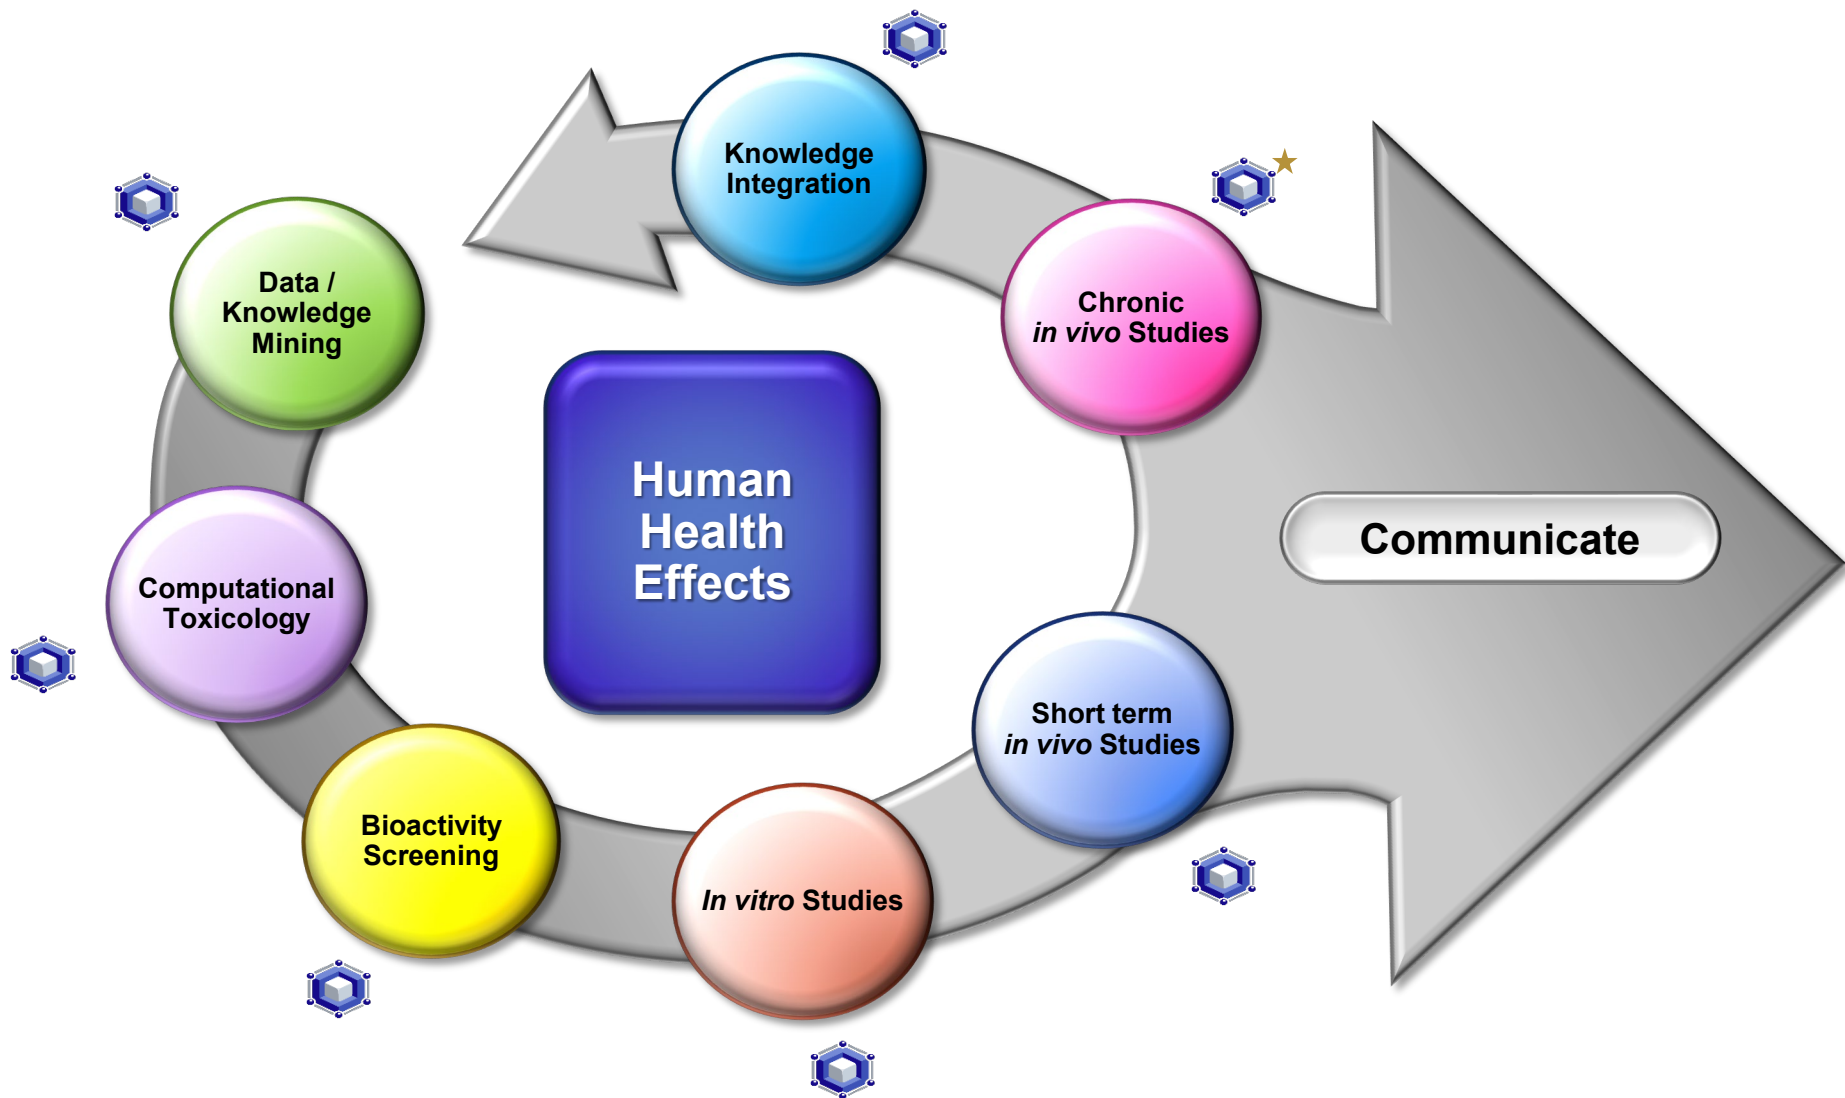 Knowledge
Integration
Chronic
in vivo Studies
Data /
Knowledge
Mining
Human
Health
Effects
Communicate
Computational
Toxicology
Short term
in vivo Studies
Bioactivity
Screening
In vitro Studies